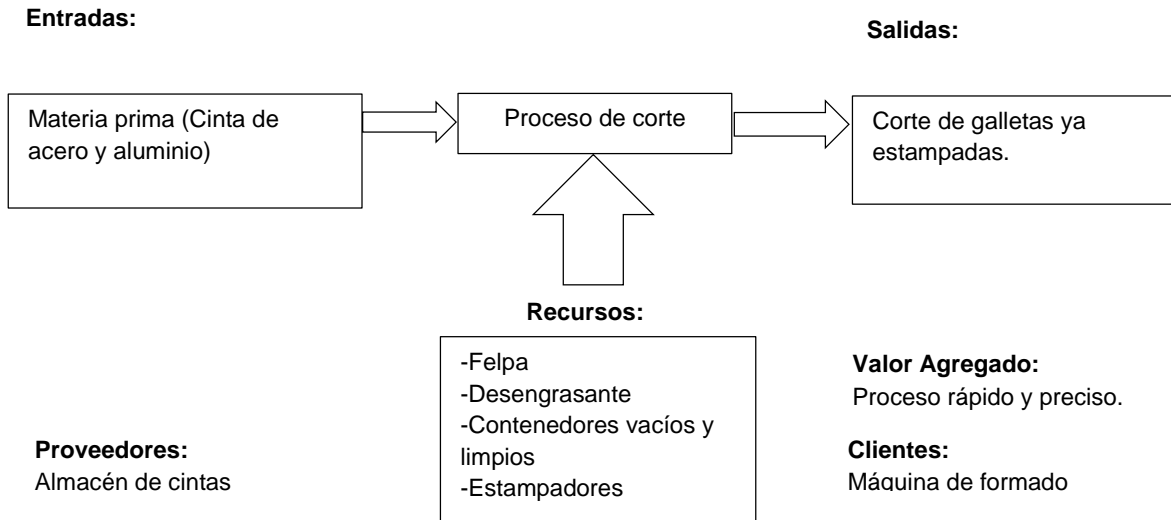 Entradas:
Salidas:
Materia prima (Cinta de
acero y aluminio)
Proceso de corte
Corte de galletas ya
estampadas.
Recursos:
-Felpa
-Desengrasante
-Contenedores vacíos y
limpios
-Estampadores
Valor Agregado:
Proceso rápido y preciso.
Proveedores:
Almacén de cintas
Clientes:
Máquina de formado